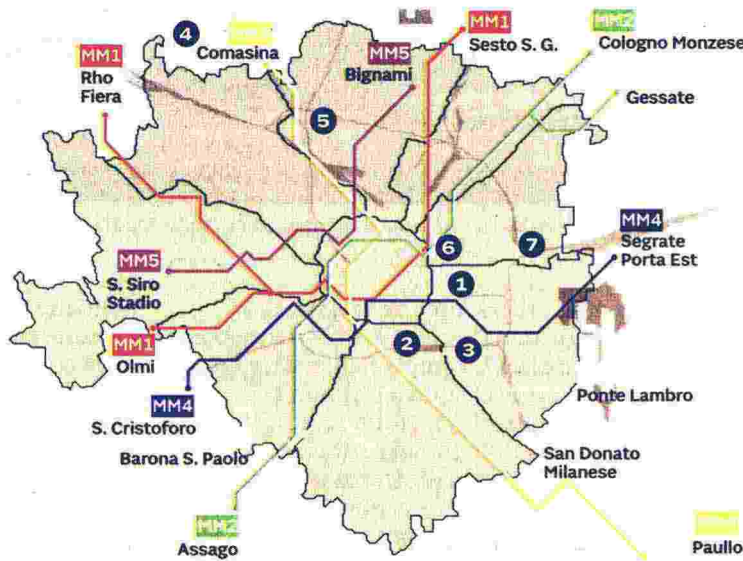 4
Comasina
MM1
Rho
Fiera
MM5
Bignami
MM1
Sesto S. G.
MM2
Cologno Monzese
Gessate
5
6
7
MM4
Segrate
Porta Est
MM5
S. Siro
Stadio
1
MM1
Olmi
2
3
MM4
S. Cristoforo
Ponte Lambro
Barona S. Paolo
San Donato
Milanese
MM2
Assago
Paullo